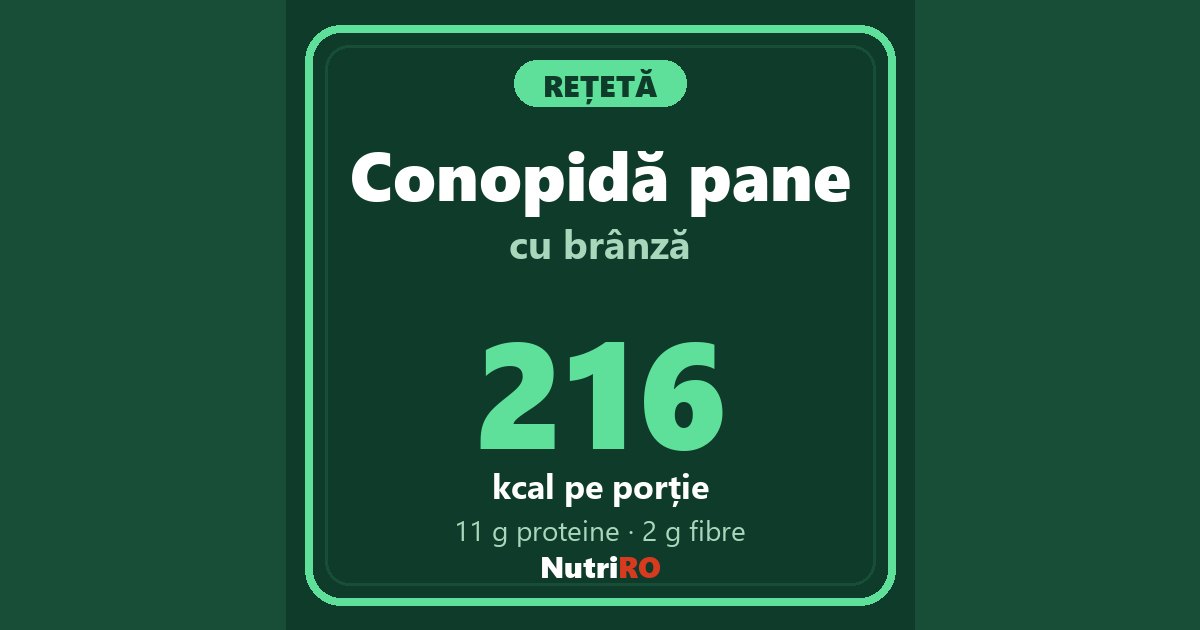 REȚETĂ
Conopidă pane
cu brânză
216
kcal pe porție
11 g proteine · 2 g fibre
NutriRO